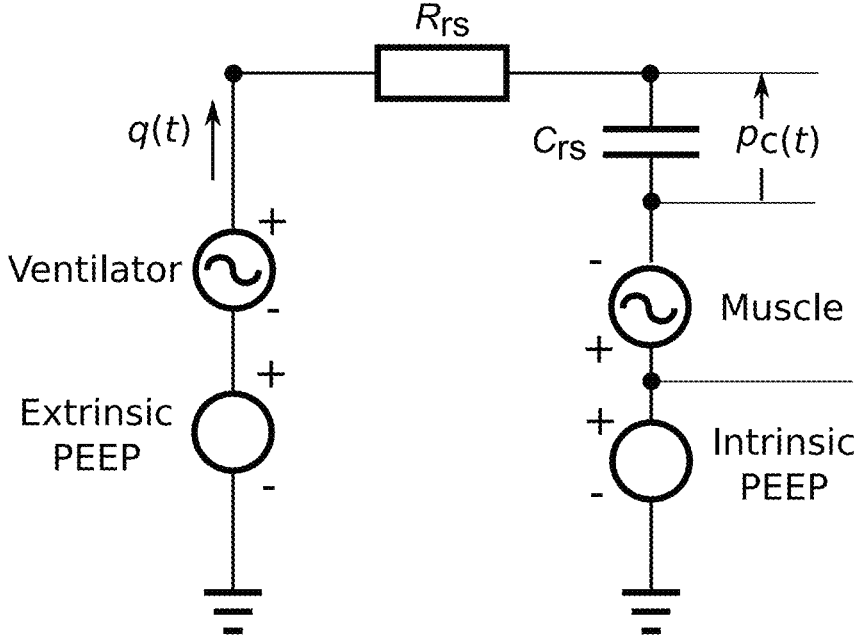 Rrs
q(t)
Crs
pC(t)
+
Ventilator
-
-
Muscle
+
+
Extrinsic
PEEP
-
+
Intrinsic
PEEP
-